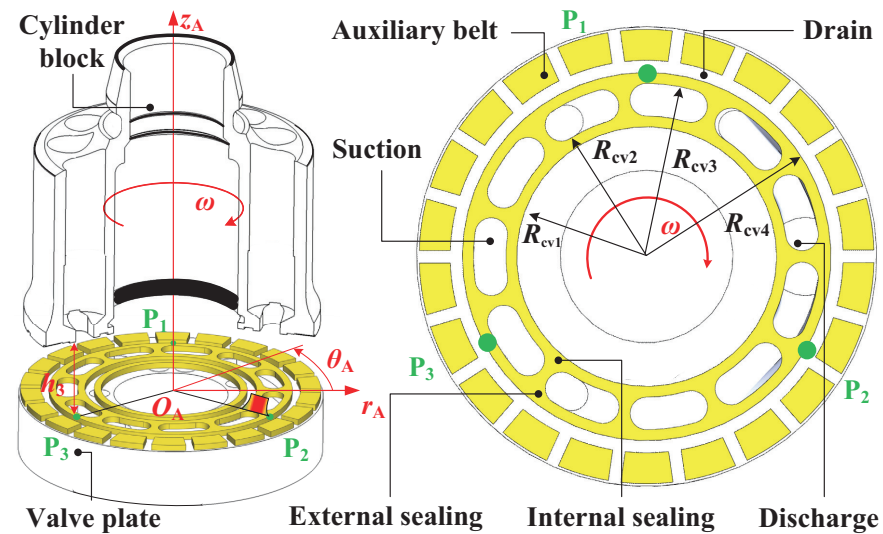 z_A
Cylinder
block
ω
P_1
h_3
θ_A
O_A
r_A
P_3
P_2
Valve plate
Auxiliary belt
P_1
Drain
Suction
R_cv2
R_cv3
R_cv1
ω
R_cv4
P_3
P_2
External sealing
Internal sealing
Discharge